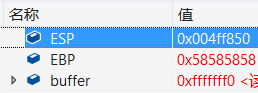 名称 值
ESP 0x004ff850
EBP 0x58585858
buffer 0xfffffff0 <